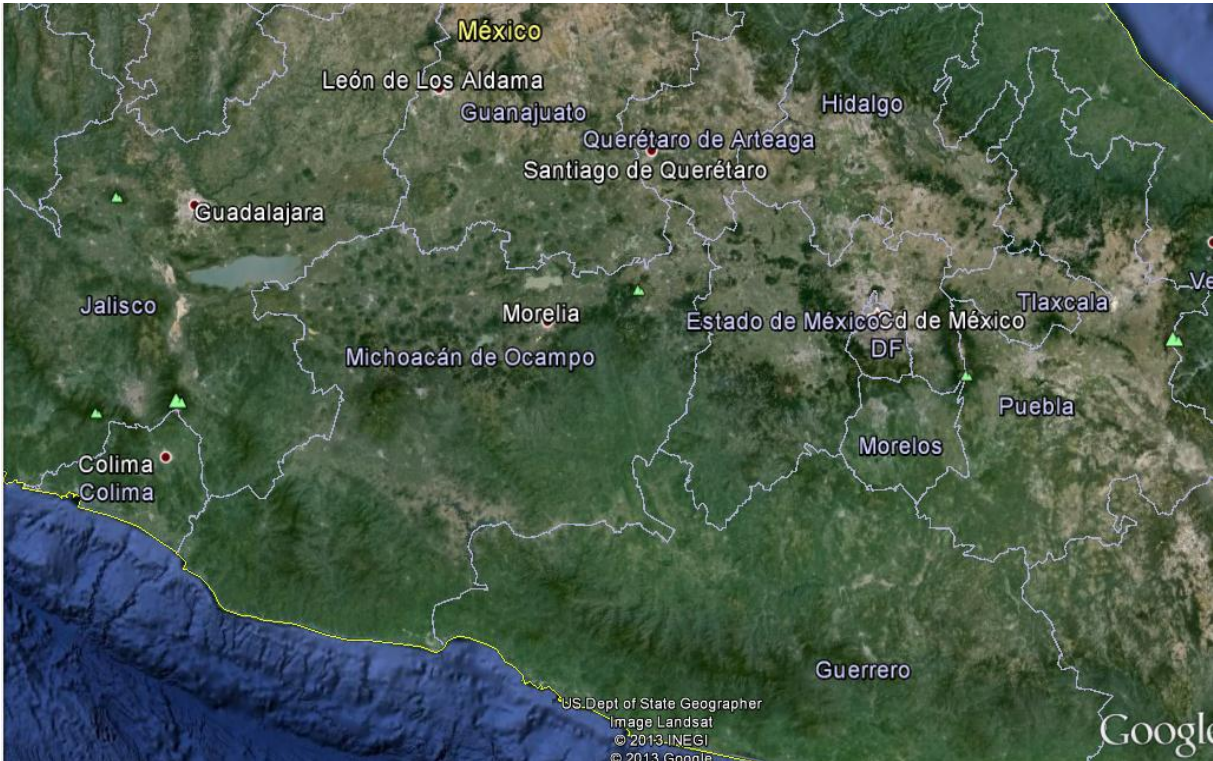 México
León de Los Aldama
Guanajuato
Hidalgo
Querétaro de Arteaga
Santiago de Querétaro
Guadalajara
Jalisco
Morelia
Estado de México
Cd de México
Tlaxcala
Ve
DF
Michoacán de Ocampo
Puebla
Morelos
Colima
Colima
Guerrero
US Dept of State Geographer
Image Landsat
© 2013 INEGI
© 2013 Google
Google